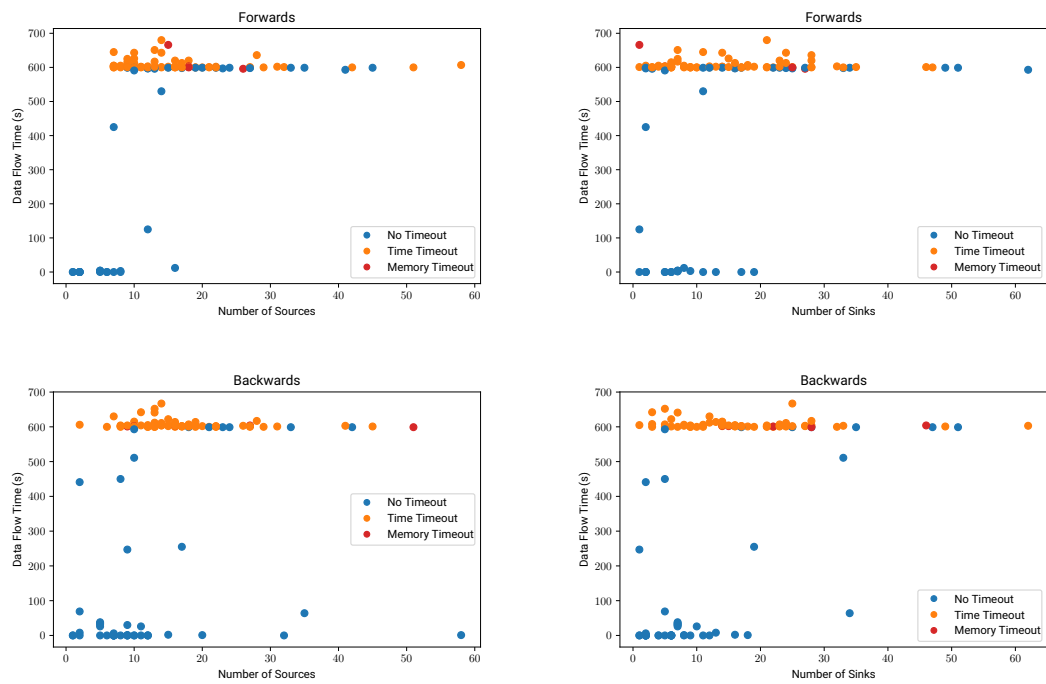 Forwards
700
600
500
400
300
200
100
0
Data Flow Time (s)
No Timeout
Time Timeout
Memory Timeout
0 10 20 30 40 50 60
Number of Sources
Forwards
700
600
500
400
300
200
100
0
Data Flow Time (s)
No Timeout
Time Timeout
Memory Timeout
0 10 20 30 40 50 60
Number of Sinks
Backwards
700
600
500
400
300
200
100
0
Data Flow Time (s)
No Timeout
Time Timeout
Memory Timeout
0 10 20 30 40 50 60
Number of Sources
Backwards
700
600
500
400
300
200
100
0
Data Flow Time (s)
No Timeout
Time Timeout
Memory Timeout
0 10 20 30 40 50 60
Number of Sinks